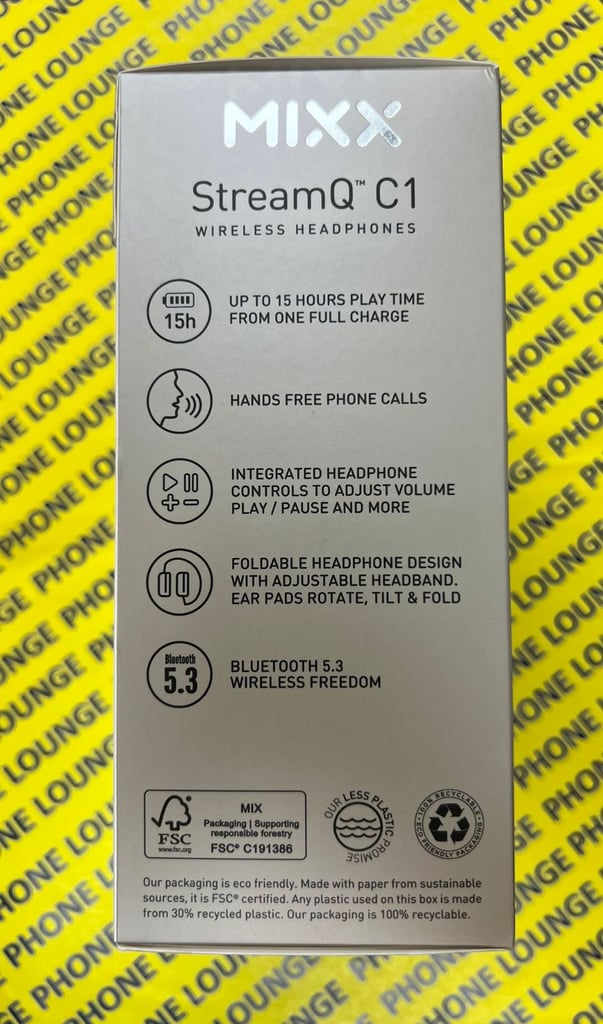 MIXX
StreamQ™ C1
WIRELESS HEADPHONES
15h
UP TO 15 HOURS PLAY TIME
FROM ONE FULL CHARGE
HANDS FREE PHONE CALLS
INTEGRATED HEADPHONE
CONTROLS TO ADJUST VOLUME
PLAY / PAUSE AND MORE
FOLDABLE HEADPHONE DESIGN
WITH ADJUSTABLE HEADBAND.
EAR PADS ROTATE, TILT & FOLD
Bluetooth
5.3
BLUETOOTH 5.3
WIRELESS FREEDOM
FSC
www.fsc.org
MIX
Packaging | Supporting
responsible forestry
FSC® C191386
OUR LESS PLASTIC PROMISE
100% RECYCLABLE
ECO FRIENDLY PACKAGING
Our packaging is eco friendly. Made with paper from sustainable
sources, it is FSC® certified. Any plastic used on this box is made
from 30% recycled plastic. Our packaging is 100% recyclable.
PHONE LOUNGE